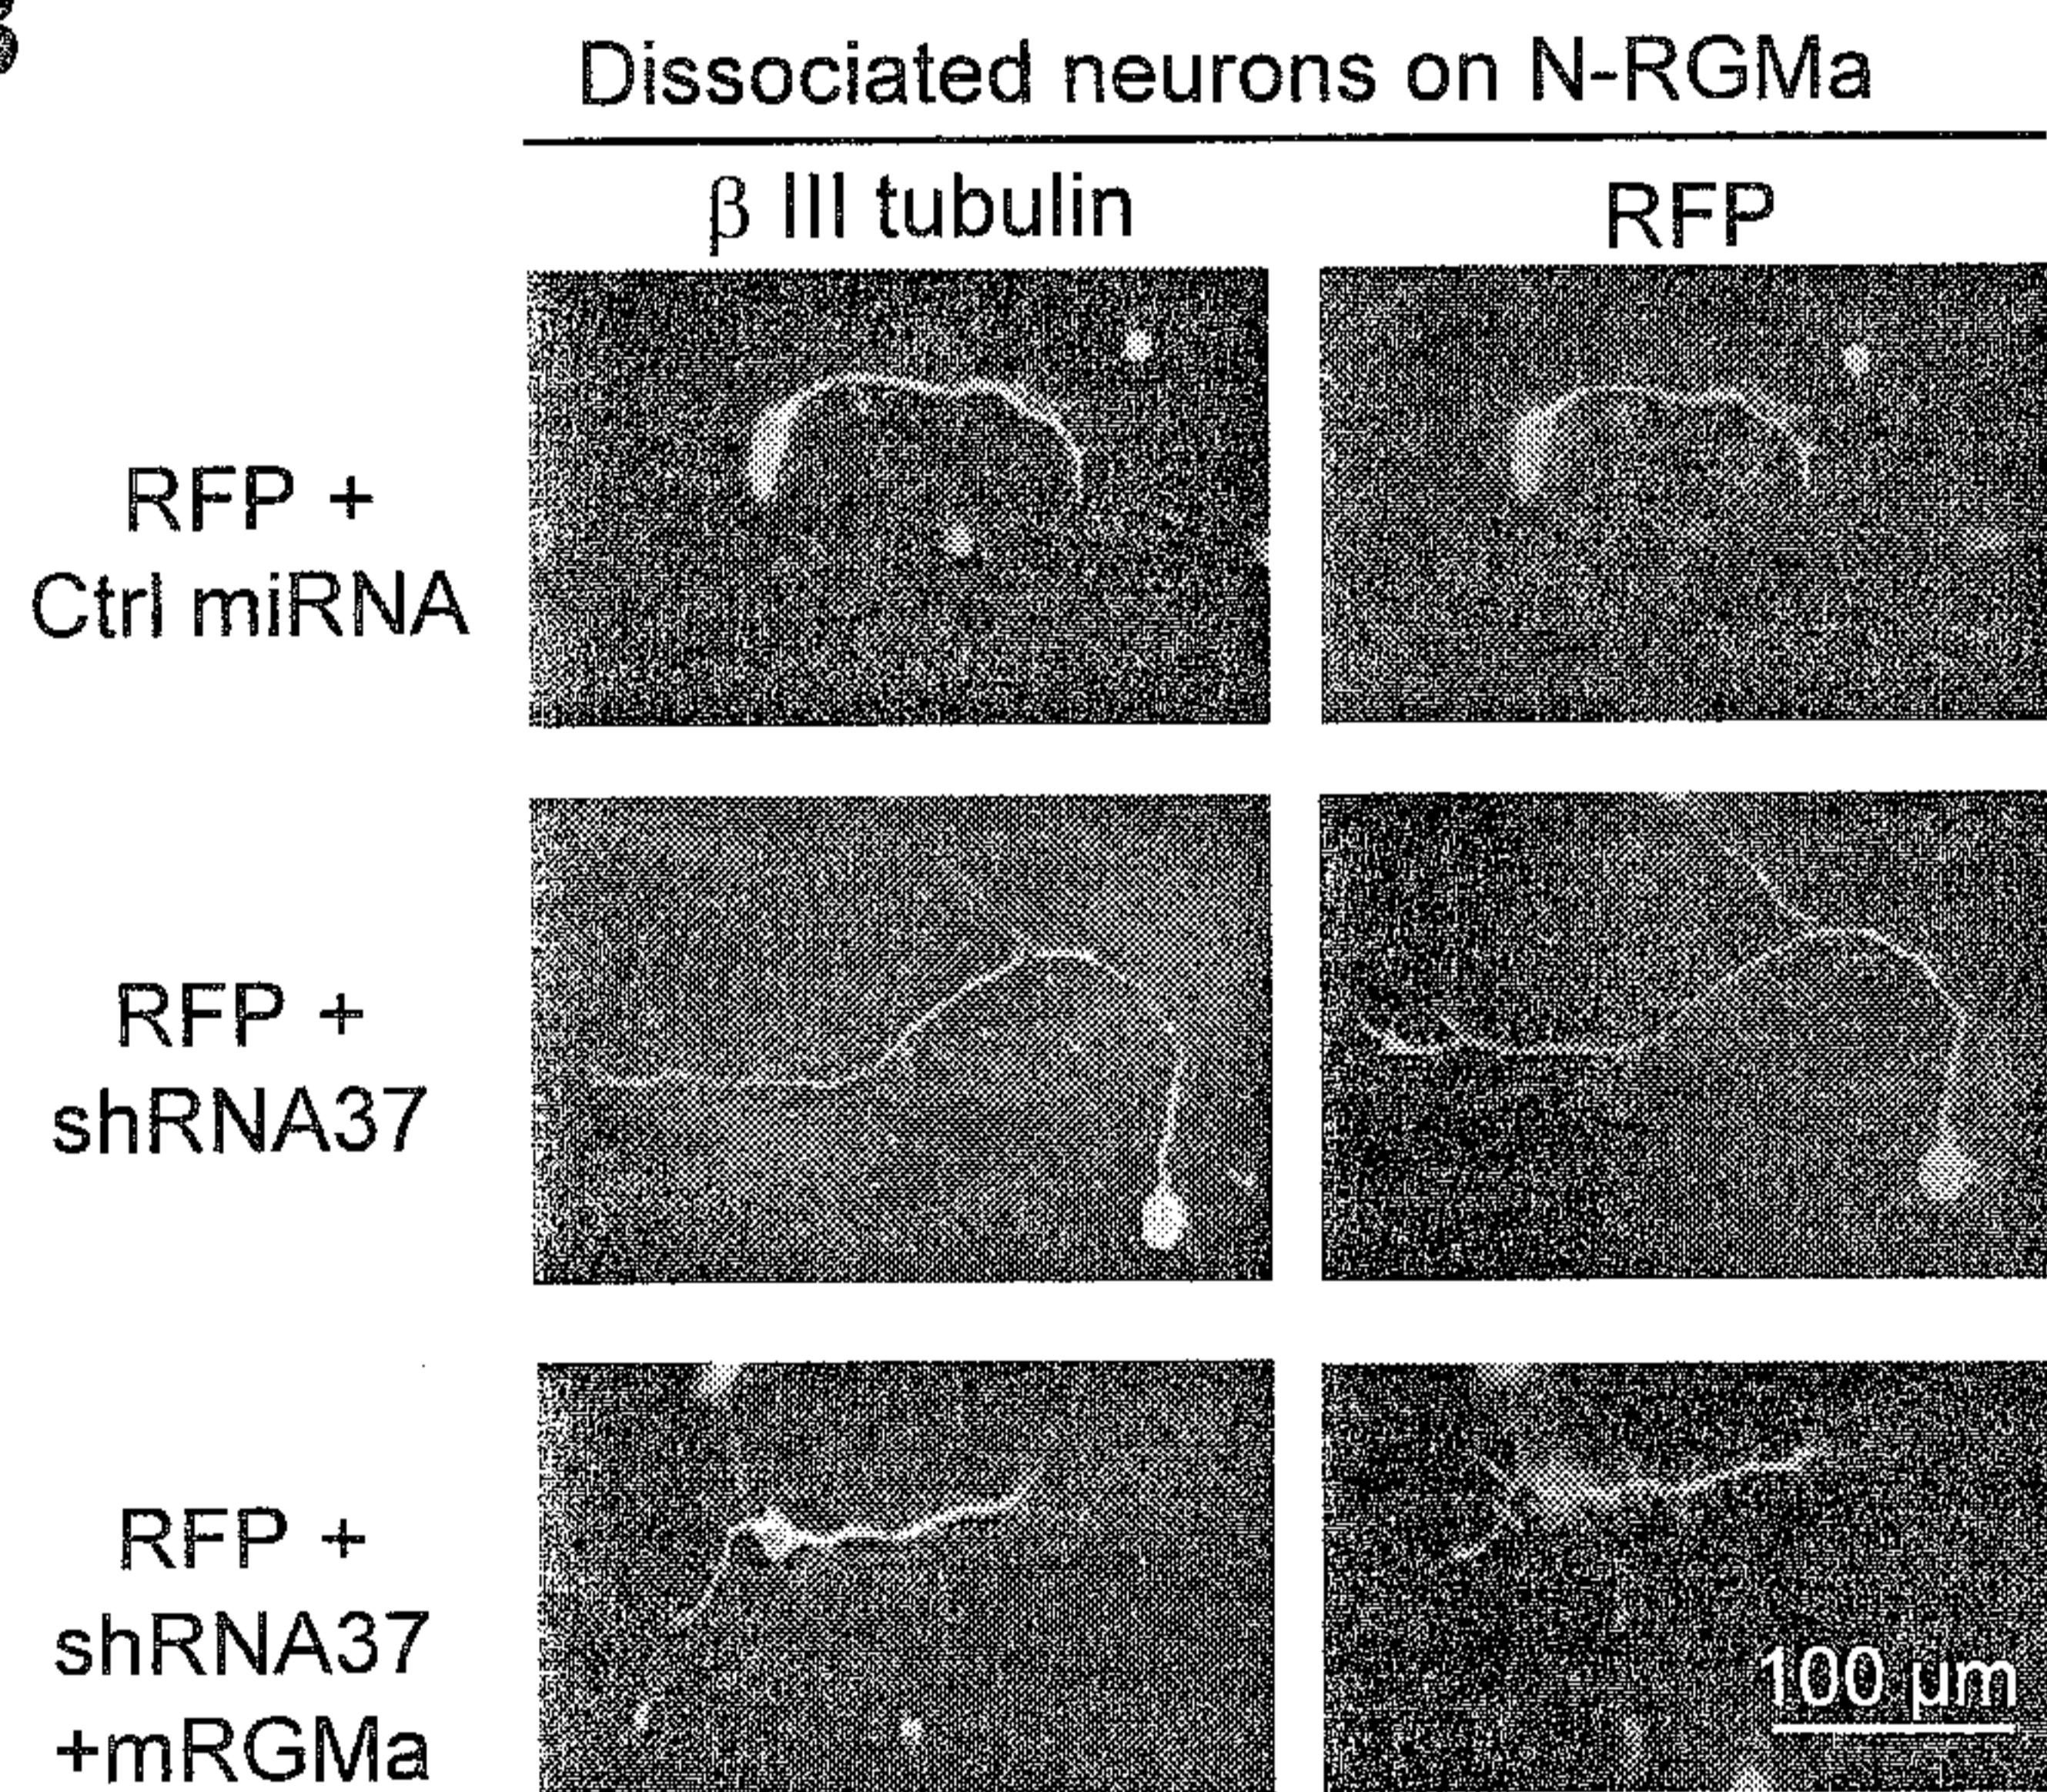 Dissociated neurons on N-RGMa
β III tubulin
RFP
RFP +
Ctrl miRNA
RFP +
shRNA37
RFP +
shRNA37
+mRGMa
100 µm